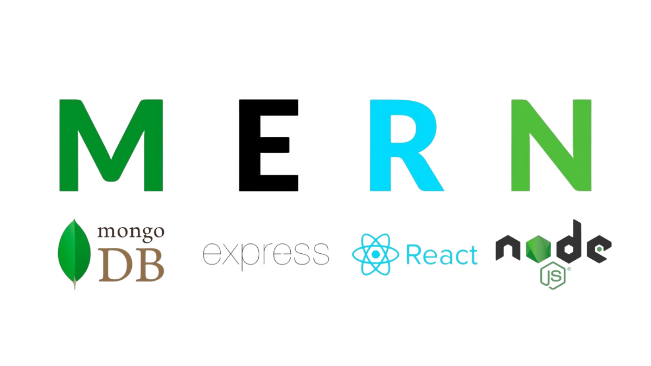 M E R N
mongo
DB
express
React
node
JS